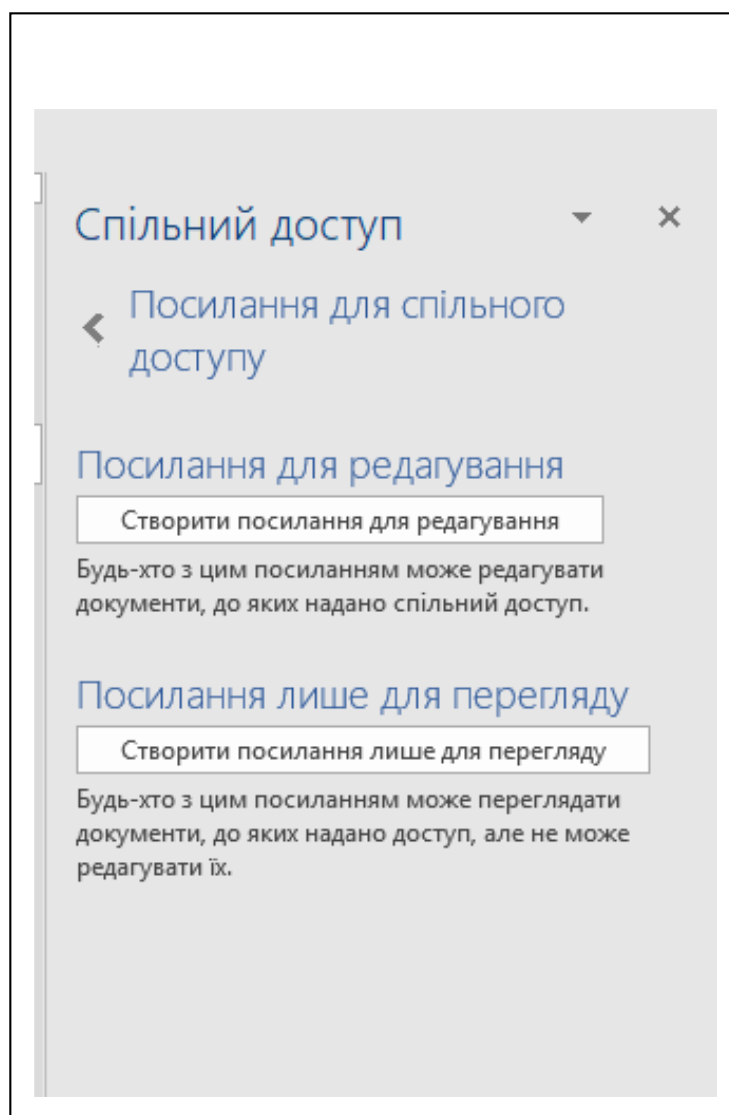 Спільний доступ
Посилання для спільного
доступу
Посилання для редагування
Створити посилання для редагування
Будь-хто з цим посиланням може редагувати
документи, до яких надано спільний доступ.
Посилання лише для перегляду
Створити посилання лише для перегляду
Будь-хто з цим посиланням може переглядати
документи, до яких надано доступ, але не може
редагувати їх.